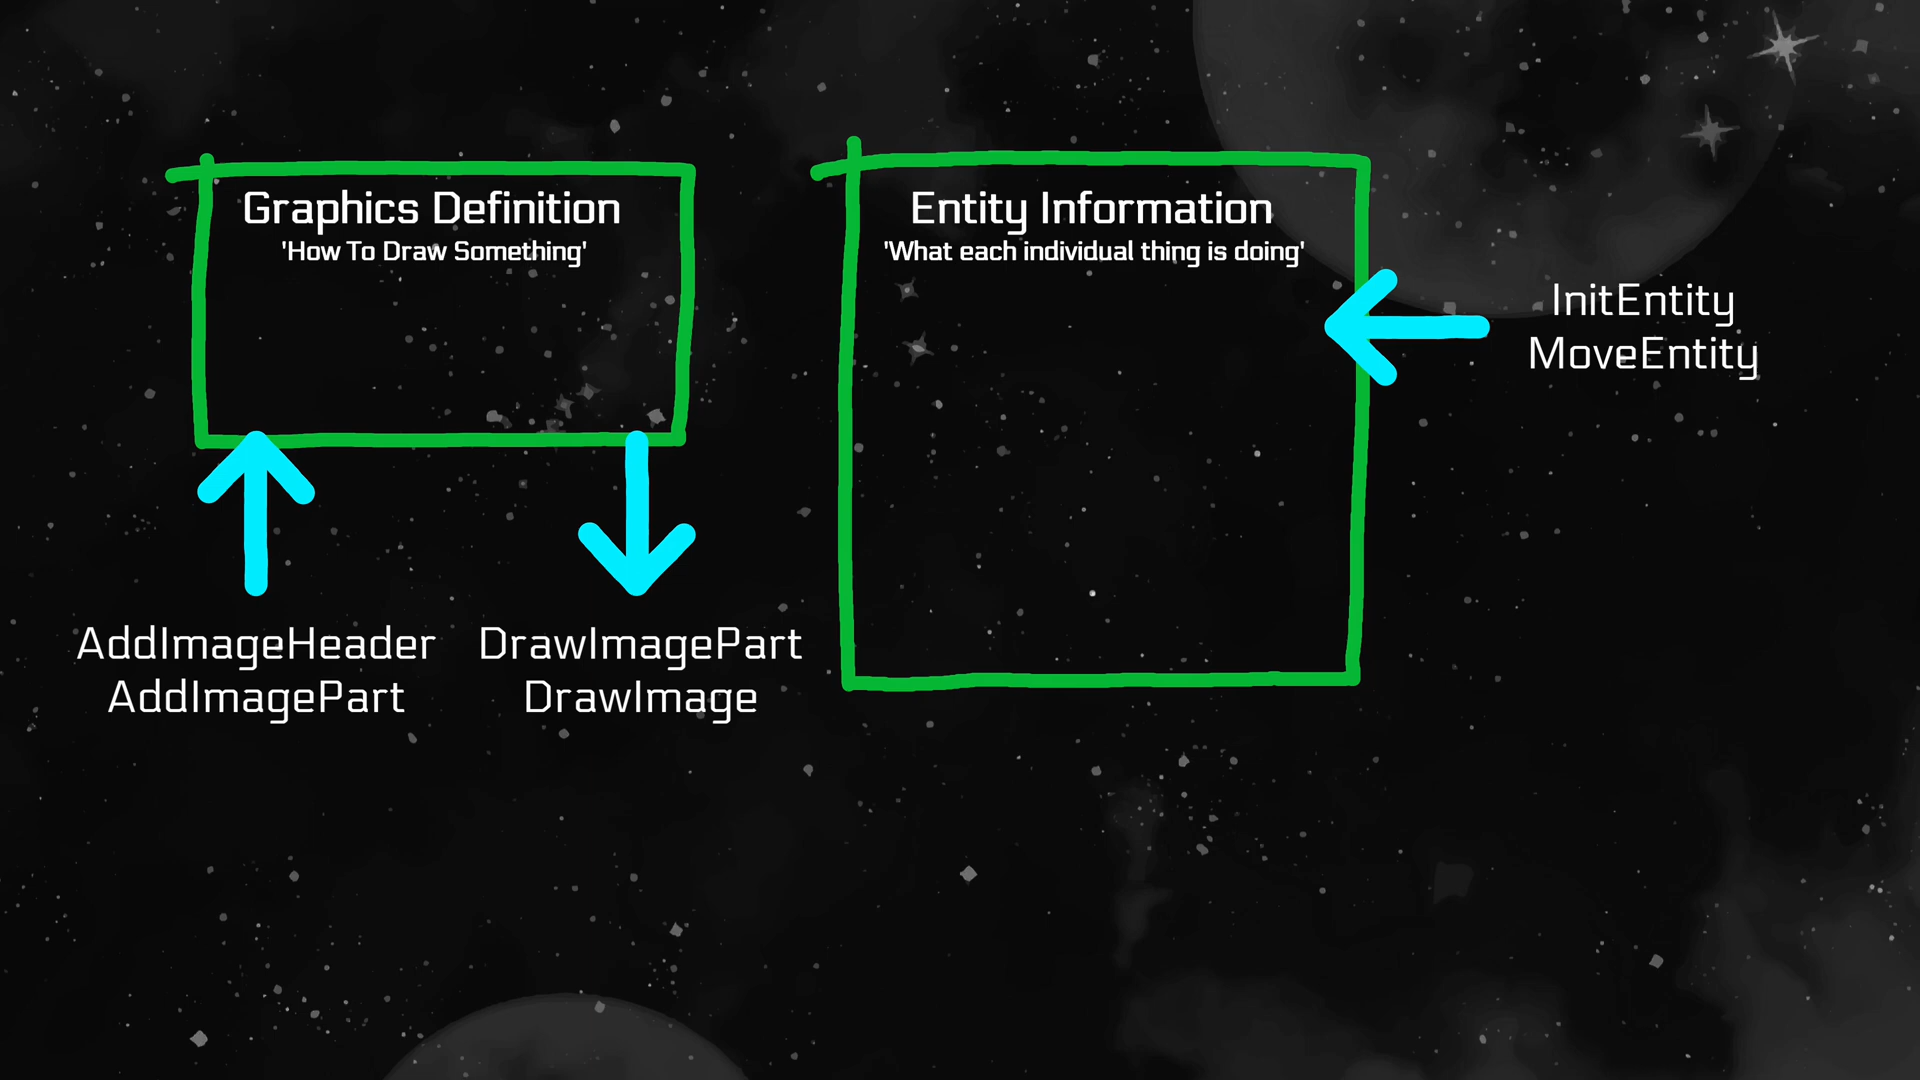 Graphics Definition
'How To Draw Something'
AddImageHeader
AddImagePart
DrawImagePart
DrawImage
Entity Information
'What each individual thing is doing'
InitEntity
MoveEntity